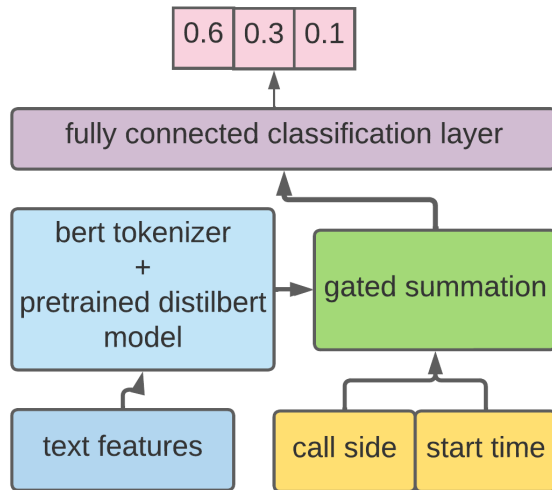 0.6 0.3 0.1
fully connected classification layer
bert tokenizer
+
pretrained distilbert
model
gated summation
text features
call side
start time